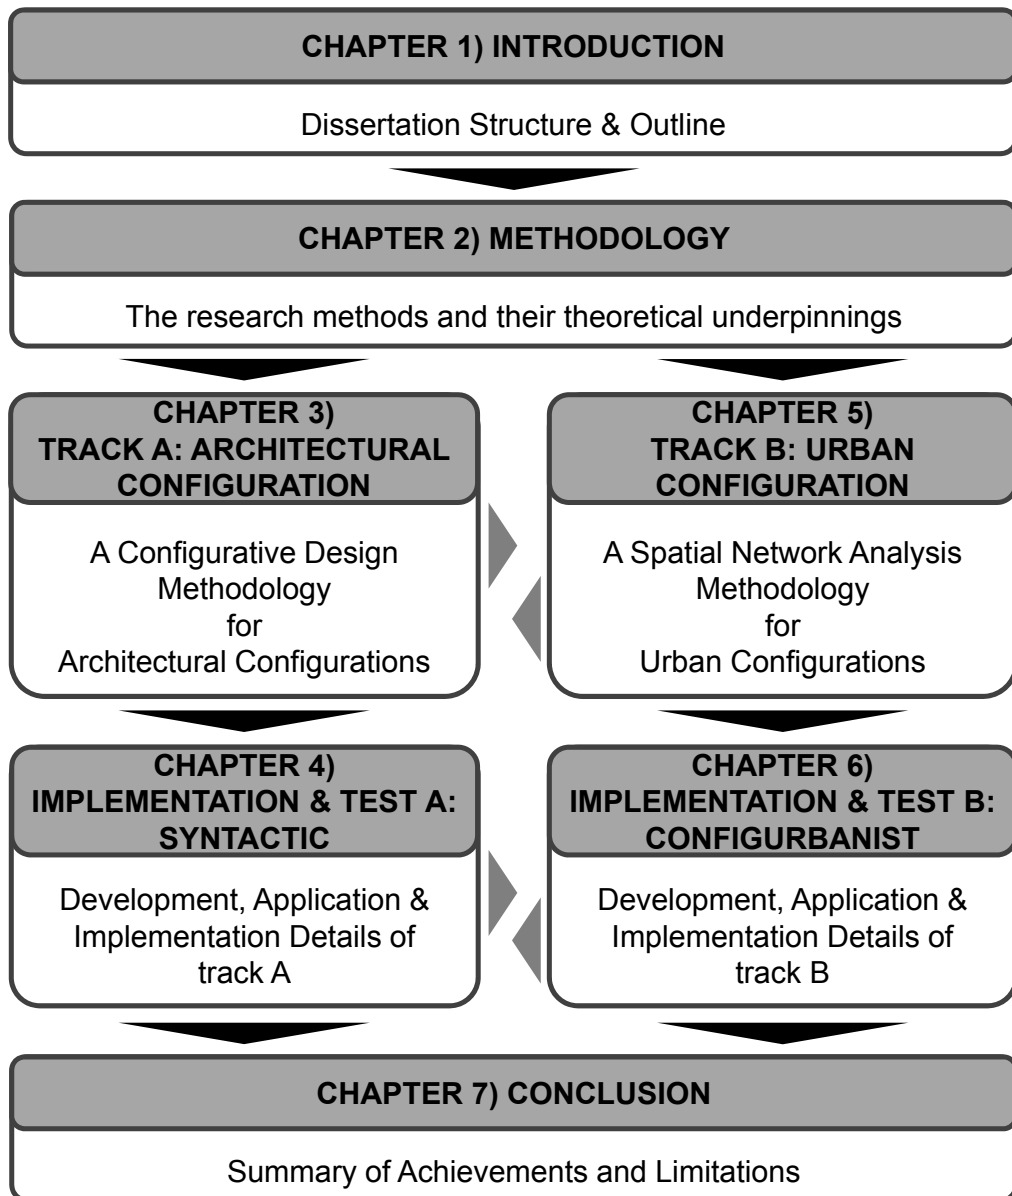 CHAPTER 1) INTRODUCTION
Dissertation Structure & Outline
CHAPTER 2) METHODOLOGY
The research methods and their theoretical underpinnings
CHAPTER 3)
TRACK A: ARCHITECTURAL
CONFIGURATION
A Configurative Design
Methodology
for
Architectural Configurations
CHAPTER 5)
TRACK B: URBAN
CONFIGURATION
A Spatial Network Analysis
Methodology
for
Urban Configurations
CHAPTER 4)
IMPLEMENTATION & TEST A:
SYNTACTIC
Development, Application &
Implementation Details of
track A
CHAPTER 6)
IMPLEMENTATION & TEST B:
CONFIGURBANIST
Development, Application &
Implementation Details of
track B
CHAPTER 7) CONCLUSION
Summary of Achievements and Limitations